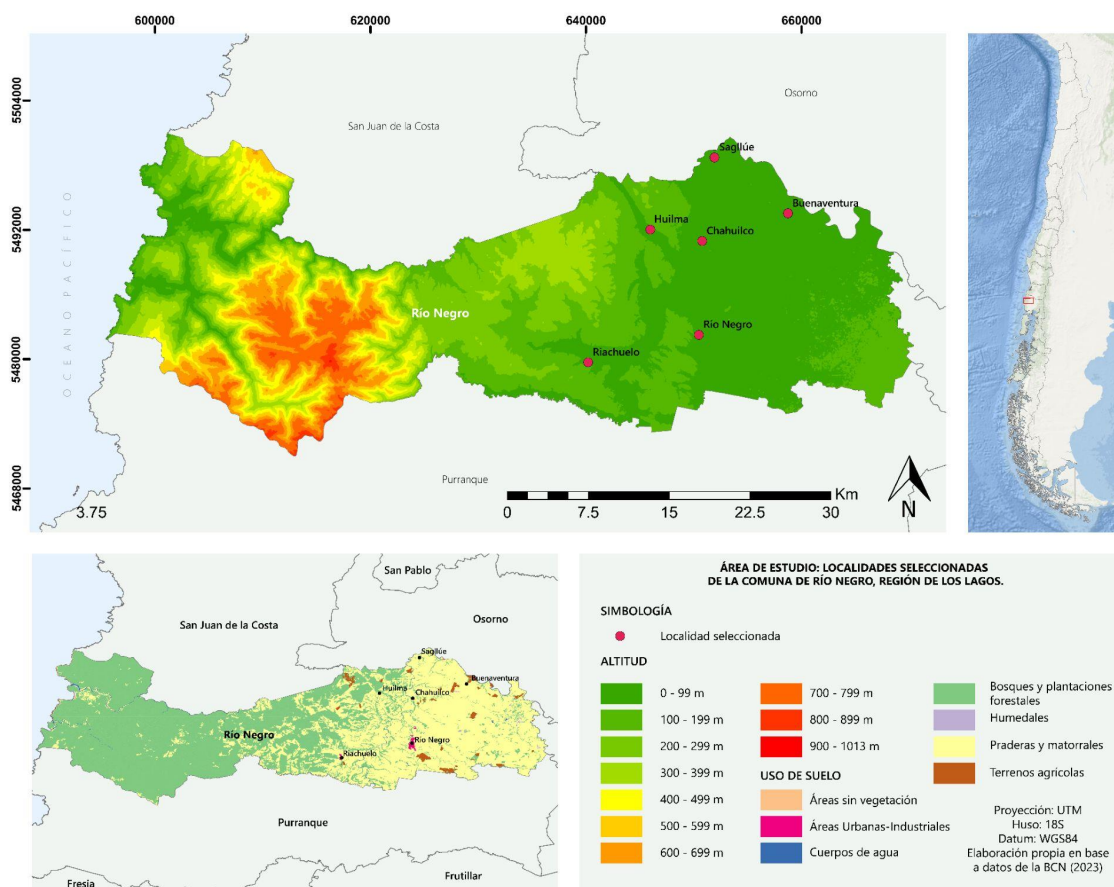 600000 620000 640000 660000
5504000
5492000
5480000
5468000
OCEANO PACÍFICO
San Juan de la Costa
Osorno
Sagllúe
Buenaventura
Huilma
Chahuilco
Río Negro
Río Negro
Riachuelo
Purranque
3.75
Km
0 7.5 15 22.5 30
N
San Pablo
San Juan de la Costa
Osorno
Sagllúe
Buenaventura
Huilma
Chahuilco
Río Negro
Río Negro
Riachuelo
Purranque
Fresia
Frutillar
ÁREA DE ESTUDIO: LOCALIDADES SELECCIONADAS
DE LA COMUNA DE RÍO NEGRO, REGIÓN DE LOS LAGOS.
SIMBOLOGÍA
Localidad seleccionada
ALTITUD
0 - 99 m
100 - 199 m
200 - 299 m
300 - 399 m
400 - 499 m
500 - 599 m
600 - 699 m
700 - 799 m
800 - 899 m
900 - 1013 m
USO DE SUELO
Áreas sin vegetación
Áreas Urbanas-Industriales
Cuerpos de agua
Bosques y plantaciones
forestales
Humedales
Praderas y matorrales
Terrenos agrícolas
Proyección: UTM
Huso: 18S
Datum: WGS84
Elaboración propia en base
a datos de la BCN (2023)